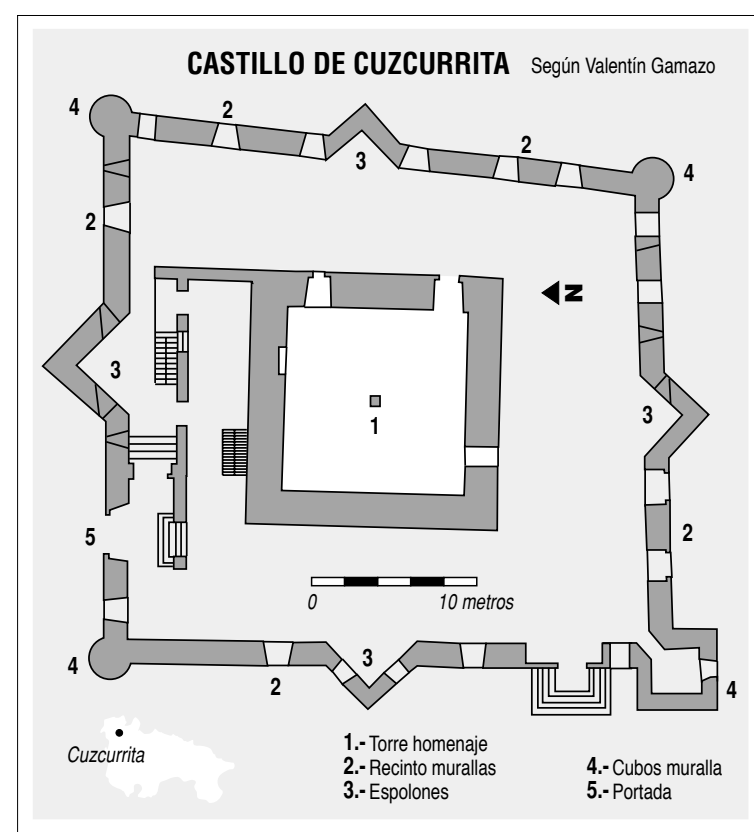 CASTILLO DE CUZCURRITA Según Valentín Gamazo
4
2
2
3
4
2
N
3
3
1
5
2
0 10 metros
4
3
2
4
Cuzcurrita
1.- Torre homenaje
2.- Recinto murallas
3.- Espolones
4.- Cubos muralla
5.- Portada